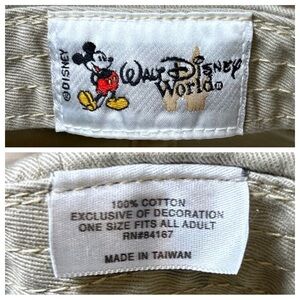 ©DISNEY
Walt Disney
World®
100% COTTON
EXCLUSIVE OF DECORATION
ONE SIZE FITS ALL ADULT
RN#84167
MADE IN TAIWAN